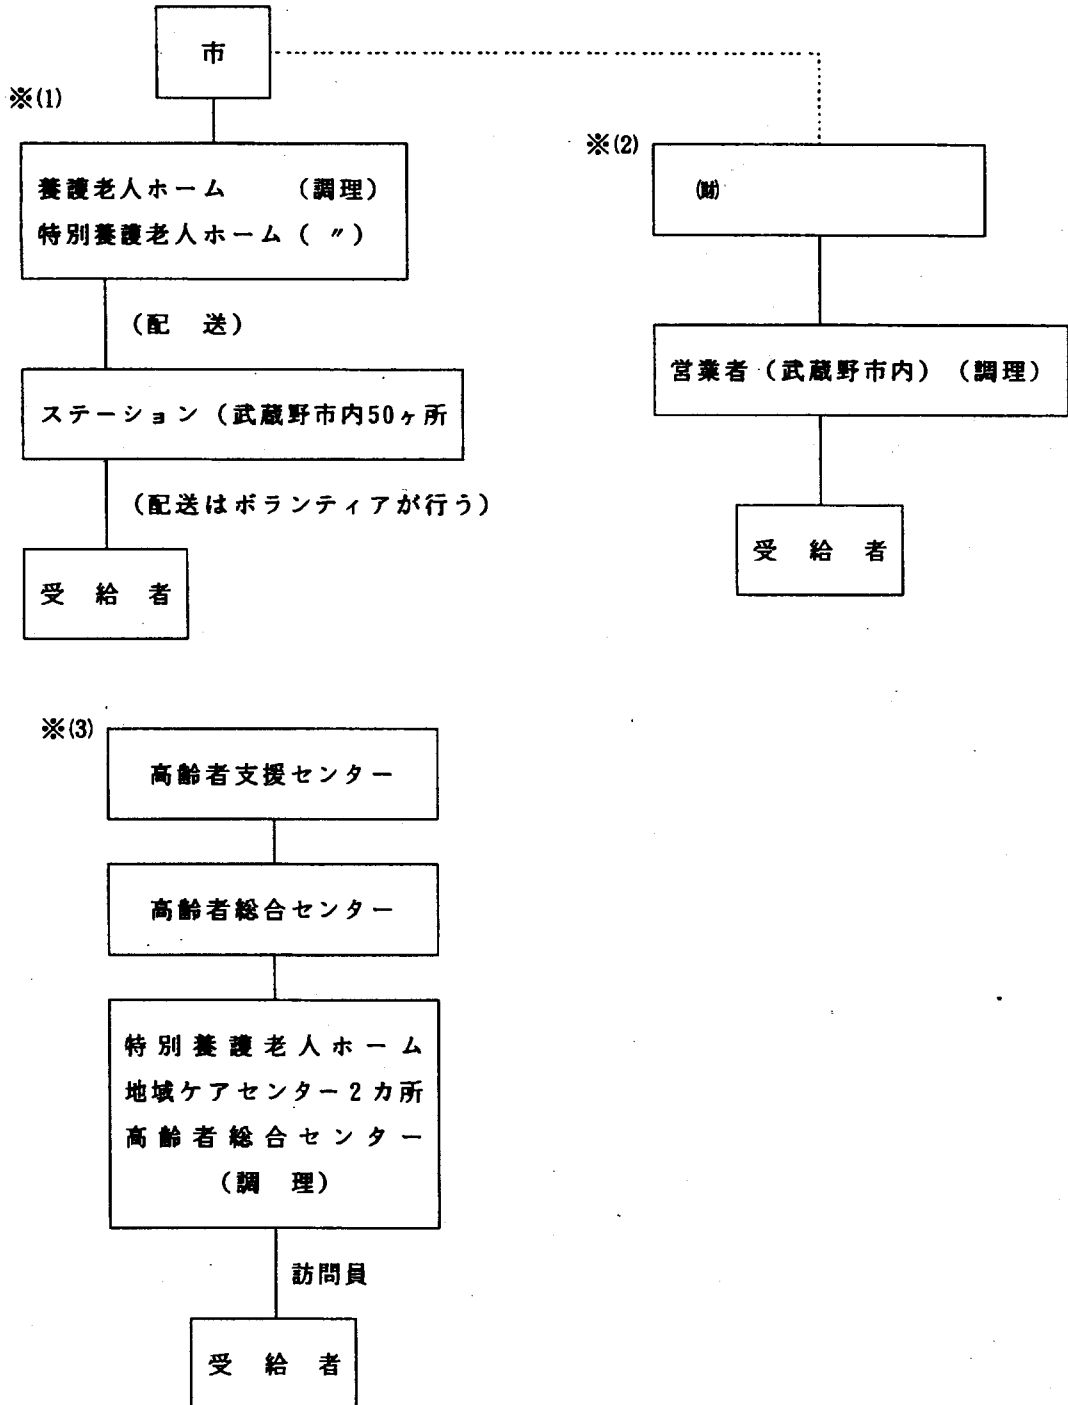 市
※(1)
養護老人ホーム （調理）
特別養護老人ホーム（ 〃 ）
（配 送）
ステーション（武蔵野市内50ヶ所
（配送はボランティアが行う）
受 給 者
※(2)
㈶
営業者（武蔵野市内）（調理）
受 給 者
※(3)
高齢者支援センター
高齢者総合センター
特別養護老人ホーム
地域ケアセンター2カ所
高齢者総合センター
（調 理）
訪問員
受 給 者